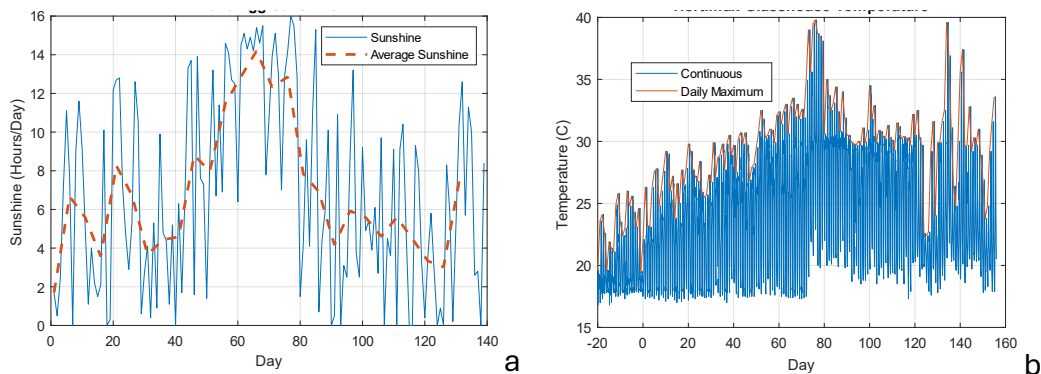 Sunshine (Hours/Day)
16
14
12
10
8
6
4
2
0
Sunshine
Average Sunshine
0 20 40 60 80 100 120 140
Day
a
Temperature (C)
40
35
30
25
20
15
Continuous
Daily Maximum
-20 0 20 40 60 80 100 120 140 160
Day
b